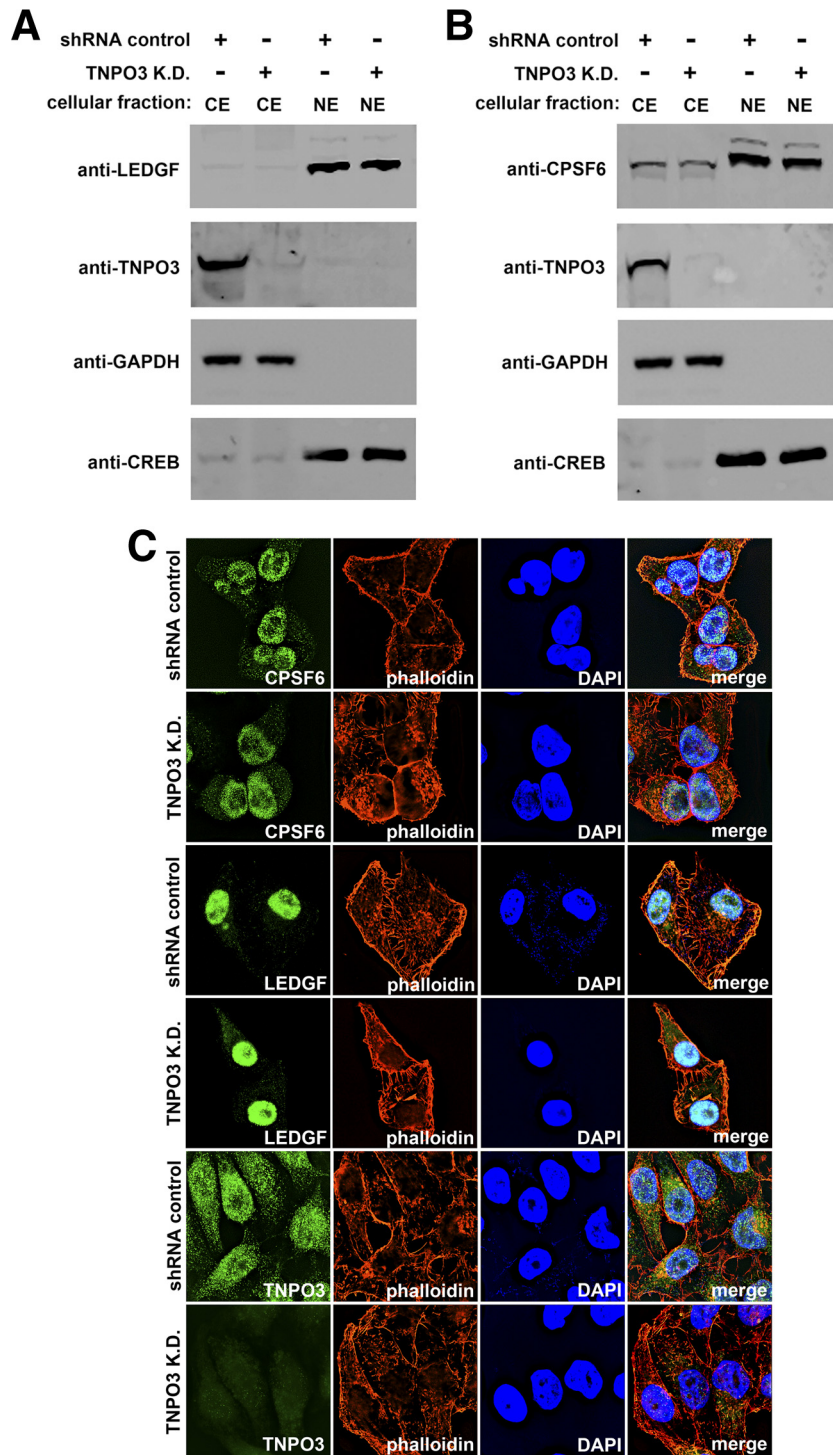 A
shRNA control + - + -
TNPO3 K.D. - + - +
cellular fraction: CE CE NE NE
anti-LEDGF
anti-TNPO3
anti-GAPDH
anti-CREB
B
shRNA control + - + -
TNPO3 K.D. - + - +
cellular fraction: CE CE NE NE
anti-CPSF6
anti-TNPO3
anti-GAPDH
anti-CREB
C
shRNA control
CPSF6 phalloidin DAPI merge
TNPO3 K.D.
CPSF6 phalloidin DAPI merge
shRNA control
LEDGF phalloidin DAPI merge
TNPO3 K.D.
LEDGF phalloidin DAPI merge
shRNA control
TNPO3 phalloidin DAPI merge
TNPO3 K.D.
TNPO3 phalloidin DAPI merge